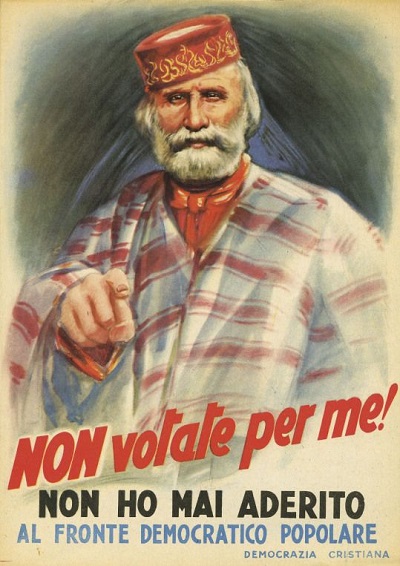 NON votate per me!
NON HO MAI ADERITO
AL FRONTE DEMOCRATICO POPOLARE
DEMOCRAZIA CRISTIANA